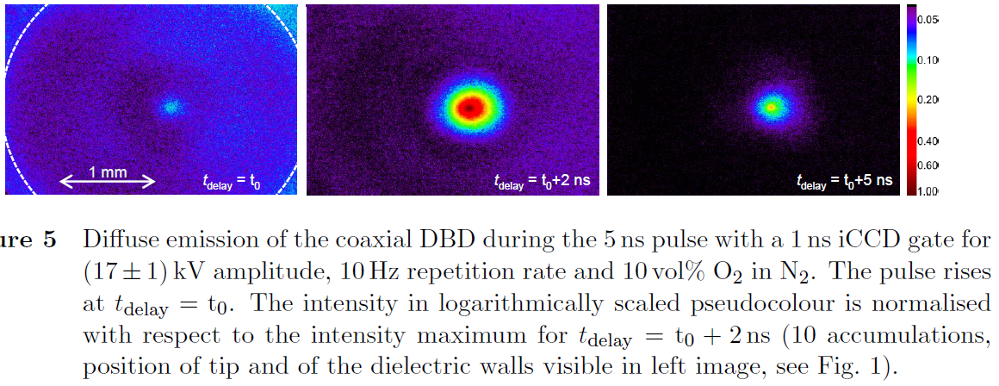 0.05
0.10
0.20
0.40
0.60
1.00
1 mm
tdelay = t0
tdelay = t0+2 ns
tdelay = t0+5 ns
ure 5 Diffuse emission of the coaxial DBD during the 5 ns pulse with a 1 ns iCCD gate for
(17 ± 1) kV amplitude, 10 Hz repetition rate and 10 vol% O2 in N2. The pulse rises
at tdelay = t0. The intensity in logarithmically scaled pseudocolour is normalised
with respect to the intensity maximum for tdelay = t0 + 2 ns (10 accumulations,
position of tip and of the dielectric walls visible in left image, see Fig. 1).